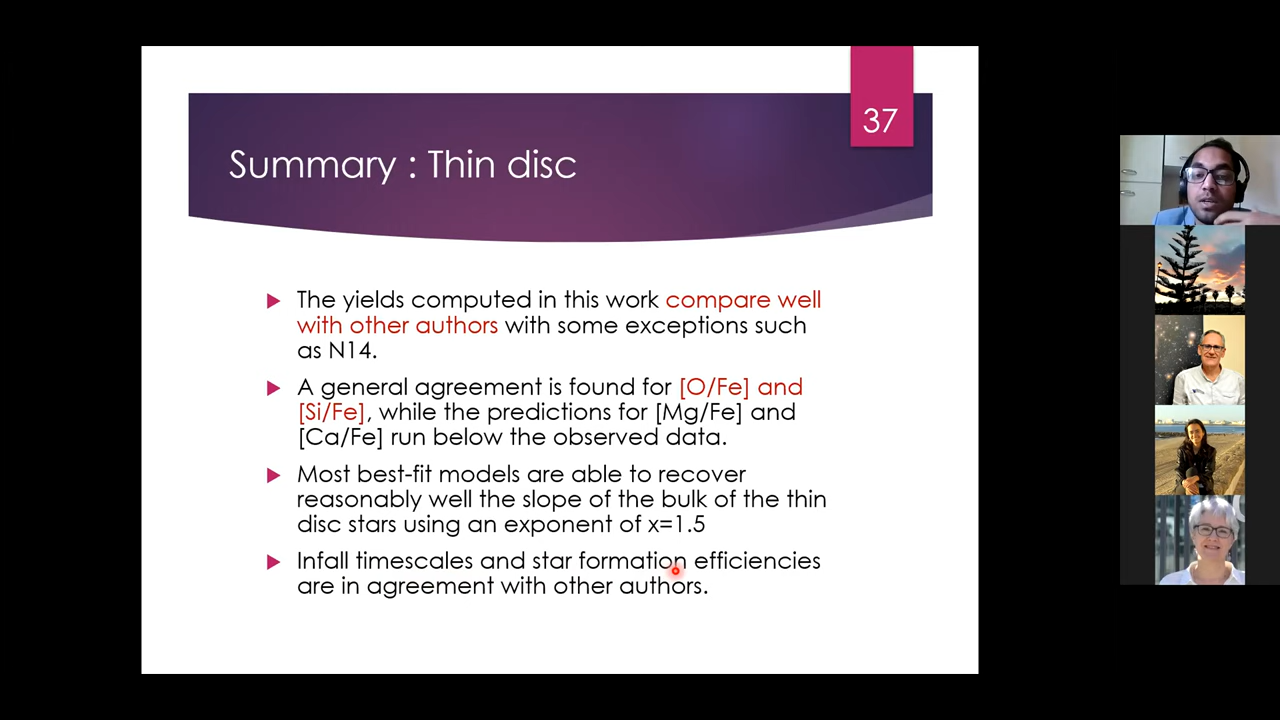 37
Summary : Thin disc
The yields computed in this work compare well
with other authors with some exceptions such
as N14.
A general agreement is found for [O/Fe] and
[Si/Fe], while the predictions for [Mg/Fe] and
[Ca/Fe] run below the observed data.
Most best-fit models are able to recover
reasonably well the slope of the bulk of the thin
disc stars using an exponent of x=1.5
Infall timescales and star formation efficiencies
are in agreement with other authors.